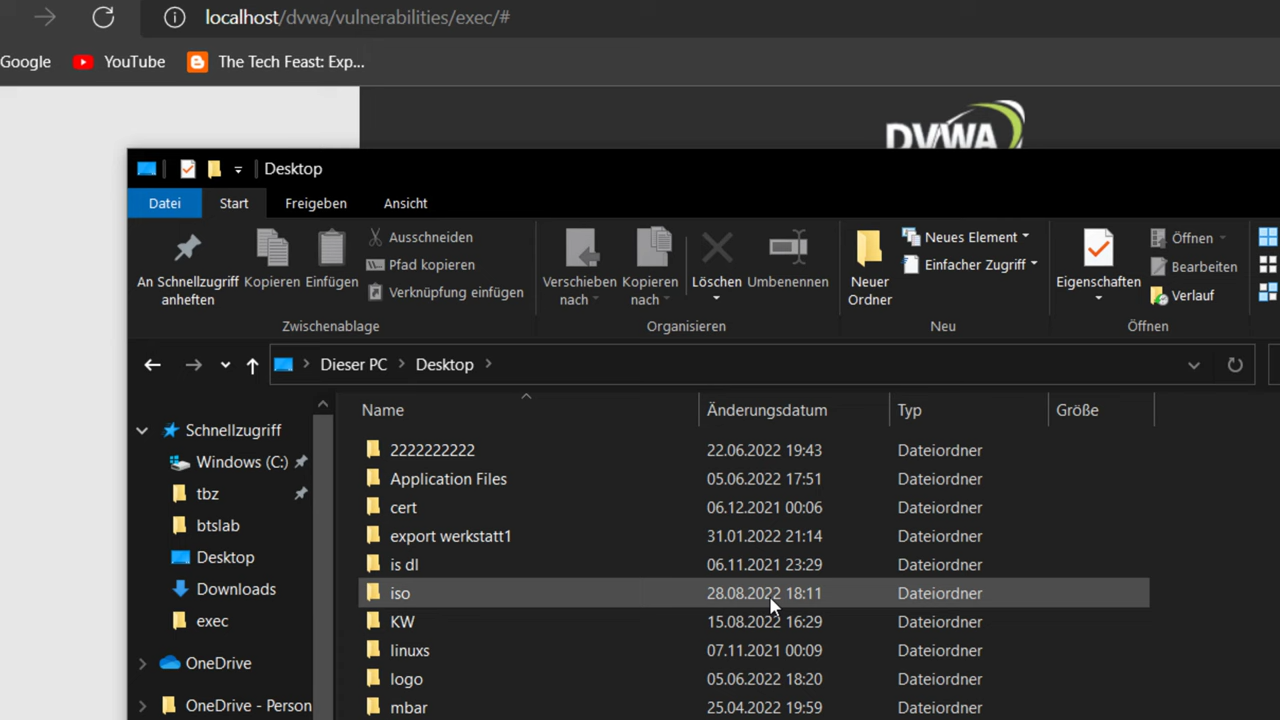 localhost/dvwa/vulnerabilities/exec/#
Google YouTube The Tech Feast: Exp...
DVWA
Desktop
Datei Start Freigeben Ansicht
An Schnellzugriff anheften
Kopieren
Einfügen
Ausschneiden
Pfad kopieren
Verknüpfung einfügen
Zwischenablage
Verschieben nach
Kopieren nach
Löschen
Umbenennen
Organisieren
Neuer Ordner
Neues Element
Einfacher Zugriff
Neu
Eigenschaften
Öffnen
Bearbeiten
Verlauf
Öffnen
Dieser PC > Desktop >
Schnellzugriff
Windows (C:)
tbz
btslab
Desktop
Downloads
exec
OneDrive
OneDrive - Person
Name Änderungsdatum Typ Größe
2222222222 22.06.2022 19:43 Dateiordner
Application Files 05.06.2022 17:51 Dateiordner
cert 06.12.2021 00:06 Dateiordner
export werkstatt1 31.01.2022 21:14 Dateiordner
is dl 06.11.2021 23:29 Dateiordner
iso 28.08.2022 18:11 Dateiordner
KW 15.08.2022 16:29 Dateiordner
linuxs 07.11.2021 00:09 Dateiordner
logo 05.06.2022 18:20 Dateiordner
mbar 25.04.2022 19:59 Dateiordner